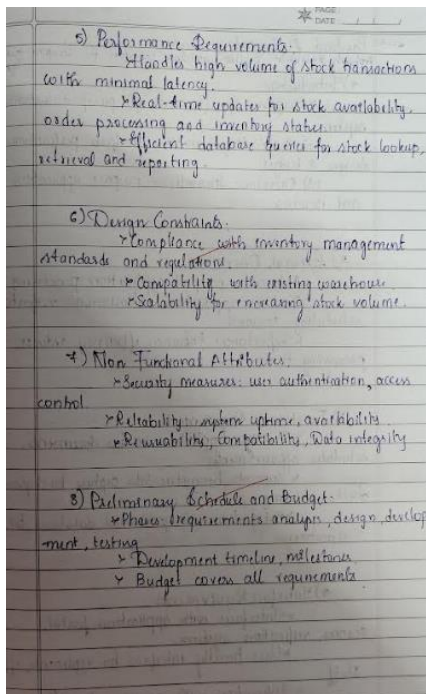 PAGE:
DATE:
5) Performance Requirements.
→Handles high volume of stock transactions
with minimal latency.
→Real-time updates for stock availability,
order processing and inventory status.
→Efficient database queries for stock lookup,
retrieval and reporting.
6) Design Constraints.
→Compliance with inventory management
standards and regulations.
→Compatibility with existing warehouse.
→Scalability for increasing stock volume.
7) Non Functional Attributes:
→Security measures: user authentication, access
control
→Reliability: system uptime, availability
→Reusability, Compatibility, Data integrity
8) Preliminary Schedule and Budget.
→Phases: requirements analysis, design, develop
-ment, testing
→ Development timeline, milestones
→ Budget covers all requirements.